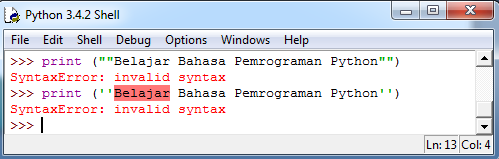 Python 3.4.2 Shell
File Edit Shell Debug Options Windows Help
>>> print (""Belajar Bahasa Pemrograman Python"")
SyntaxError: invalid syntax
>>> print (''Belajar Bahasa Pemrograman Python'')
SyntaxError: invalid syntax
>>>
Ln: 13 Col: 4